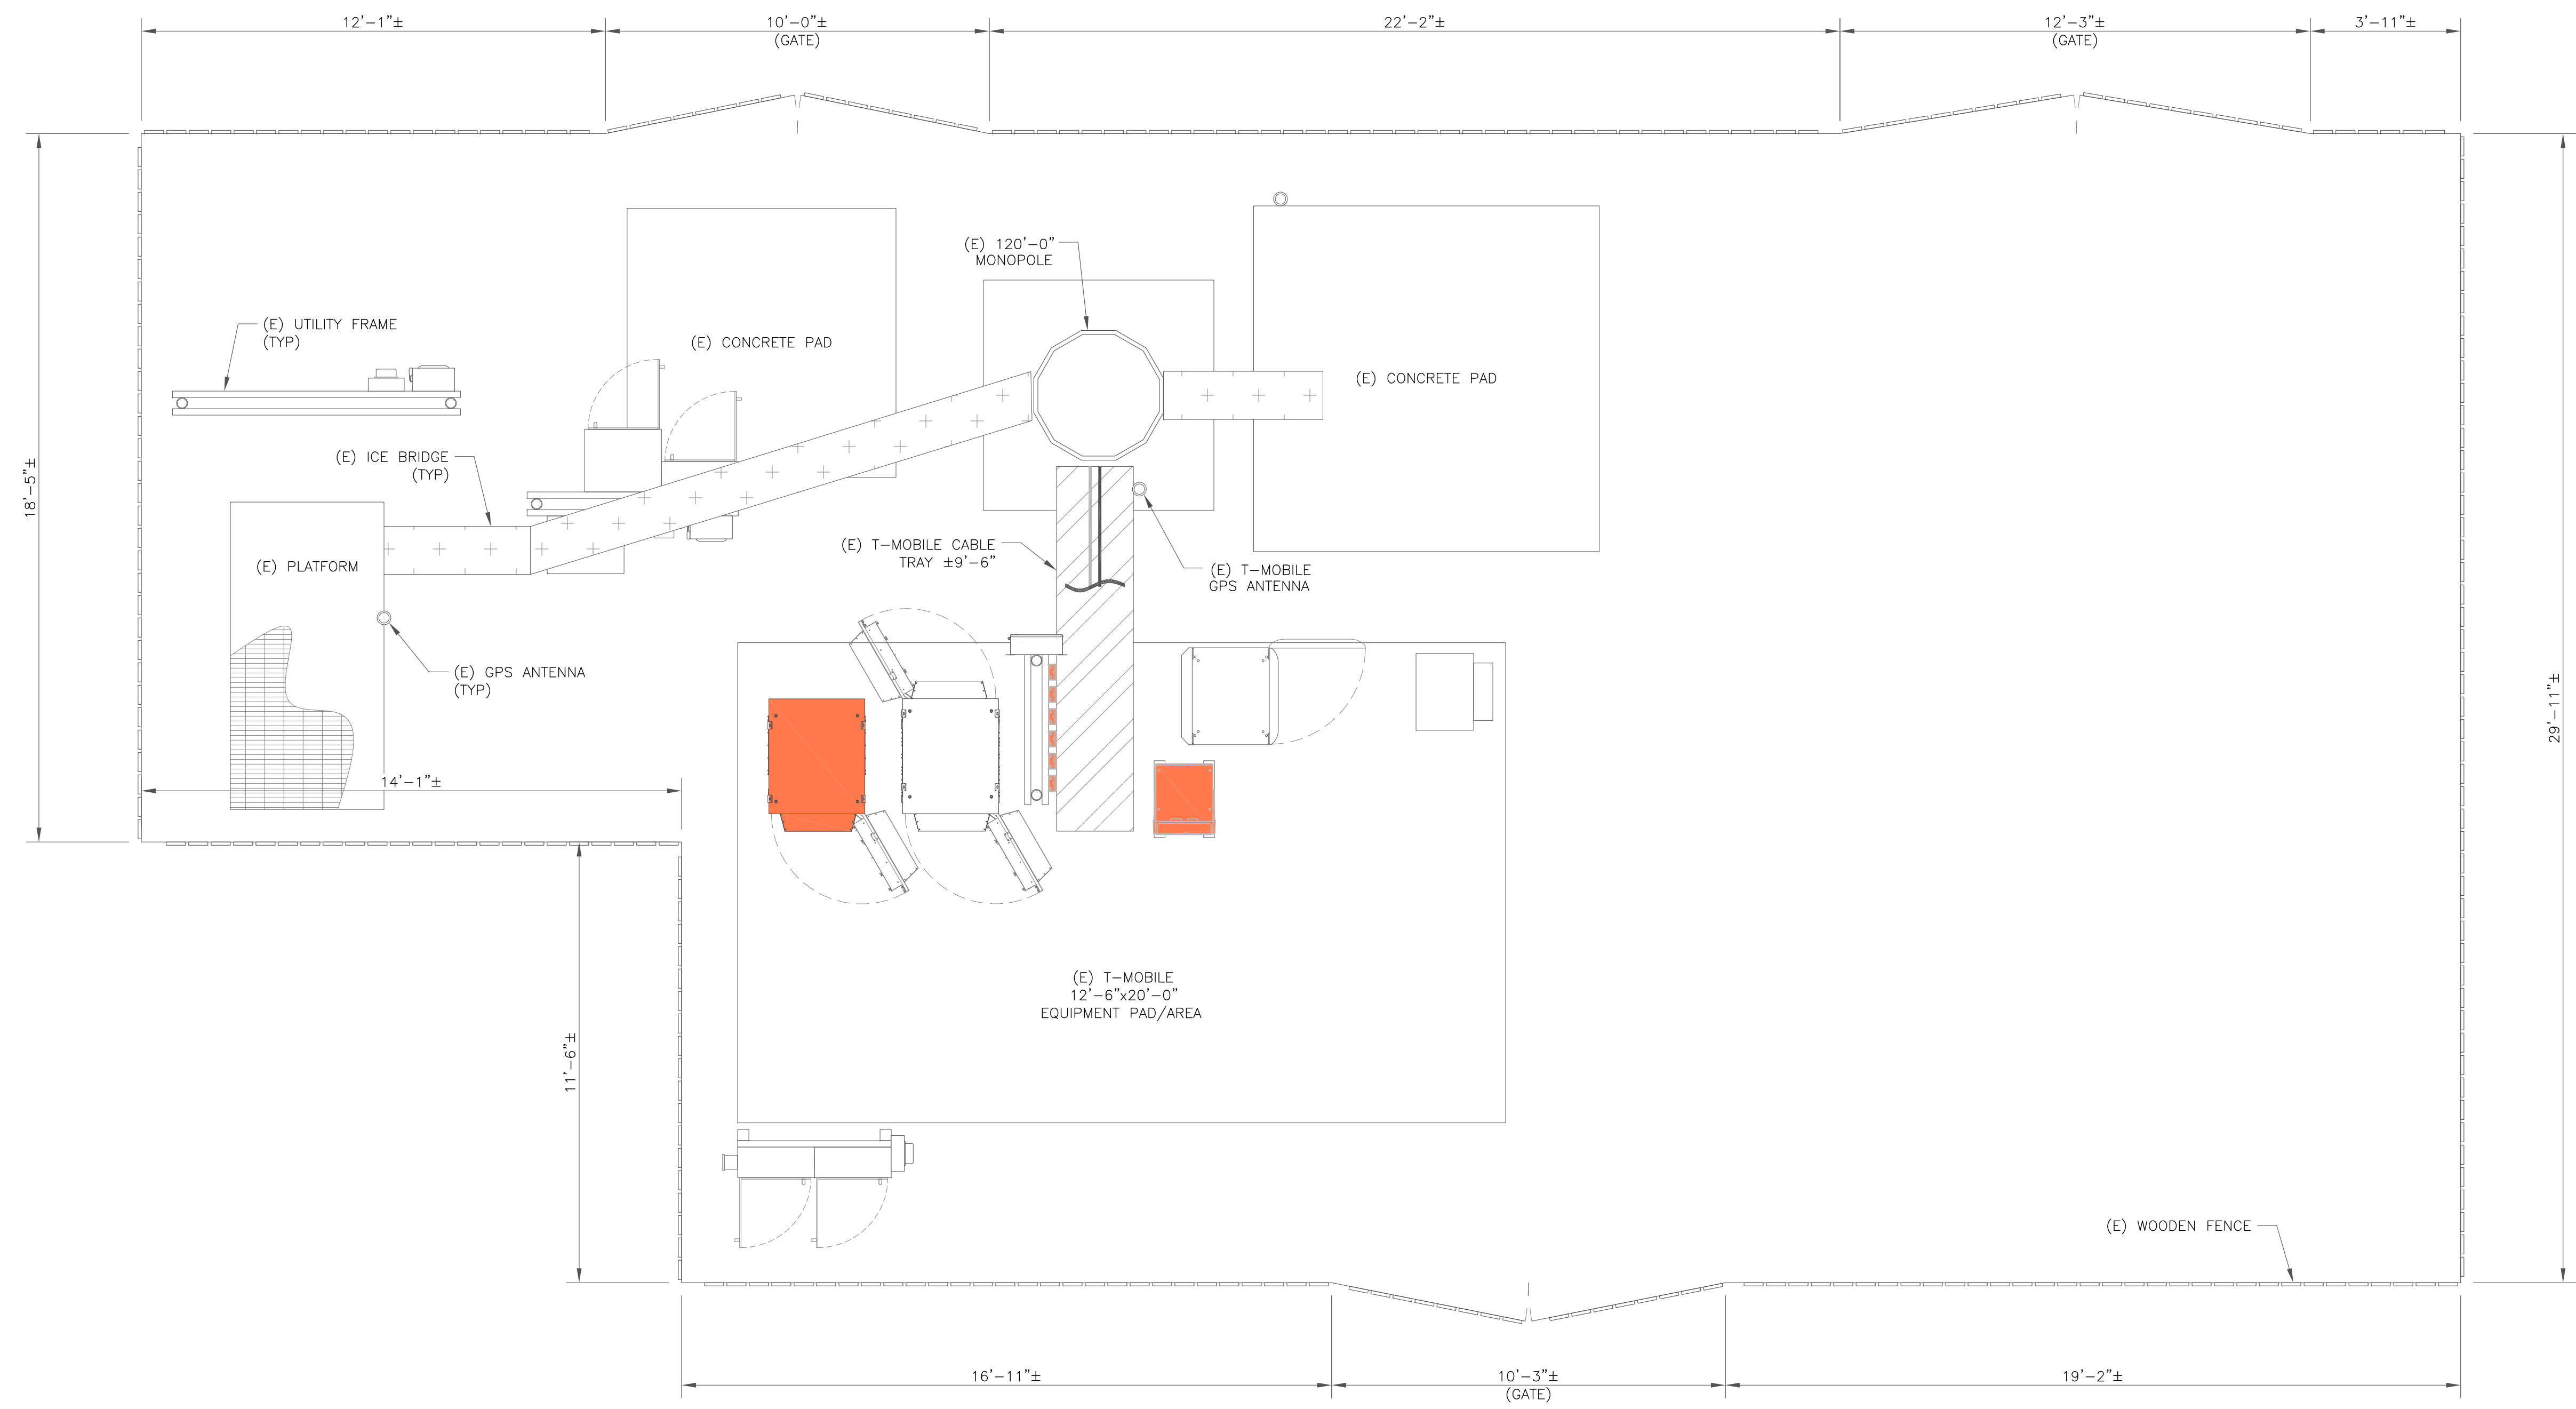 12'-1"±
10'-0"±
(GATE)
22'-2"±
12'-3"±
(GATE)
3'-11"±
(E) 120'-0"
MONOPOLE
(E) UTILITY FRAME
(TYP)
(E) CONCRETE PAD
(E) CONCRETE PAD
(E) ICE BRIDGE
(TYP)
18'-5"±
(E) T-MOBILE CABLE
TRAY ±9'-6"
(E) PLATFORM
(E) T-MOBILE
GPS ANTENNA
(E) GPS ANTENNA
(TYP)
29'-11"±
14'-1"±
(E) T-MOBILE
12'-6"x20'-0"
EQUIPMENT PAD/AREA
11'-6"±
(E) WOODEN FENCE
16'-11"±
10'-3"±
(GATE)
19'-2"±